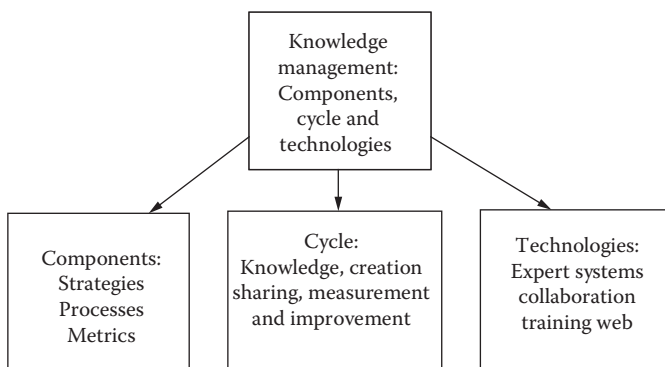 Knowledge
management:
Components,
cycle and
technologies
Components:
Strategies
Processes
Metrics
Cycle:
Knowledge, creation
sharing, measurement
and improvement
Technologies:
Expert systems
collaboration
training web